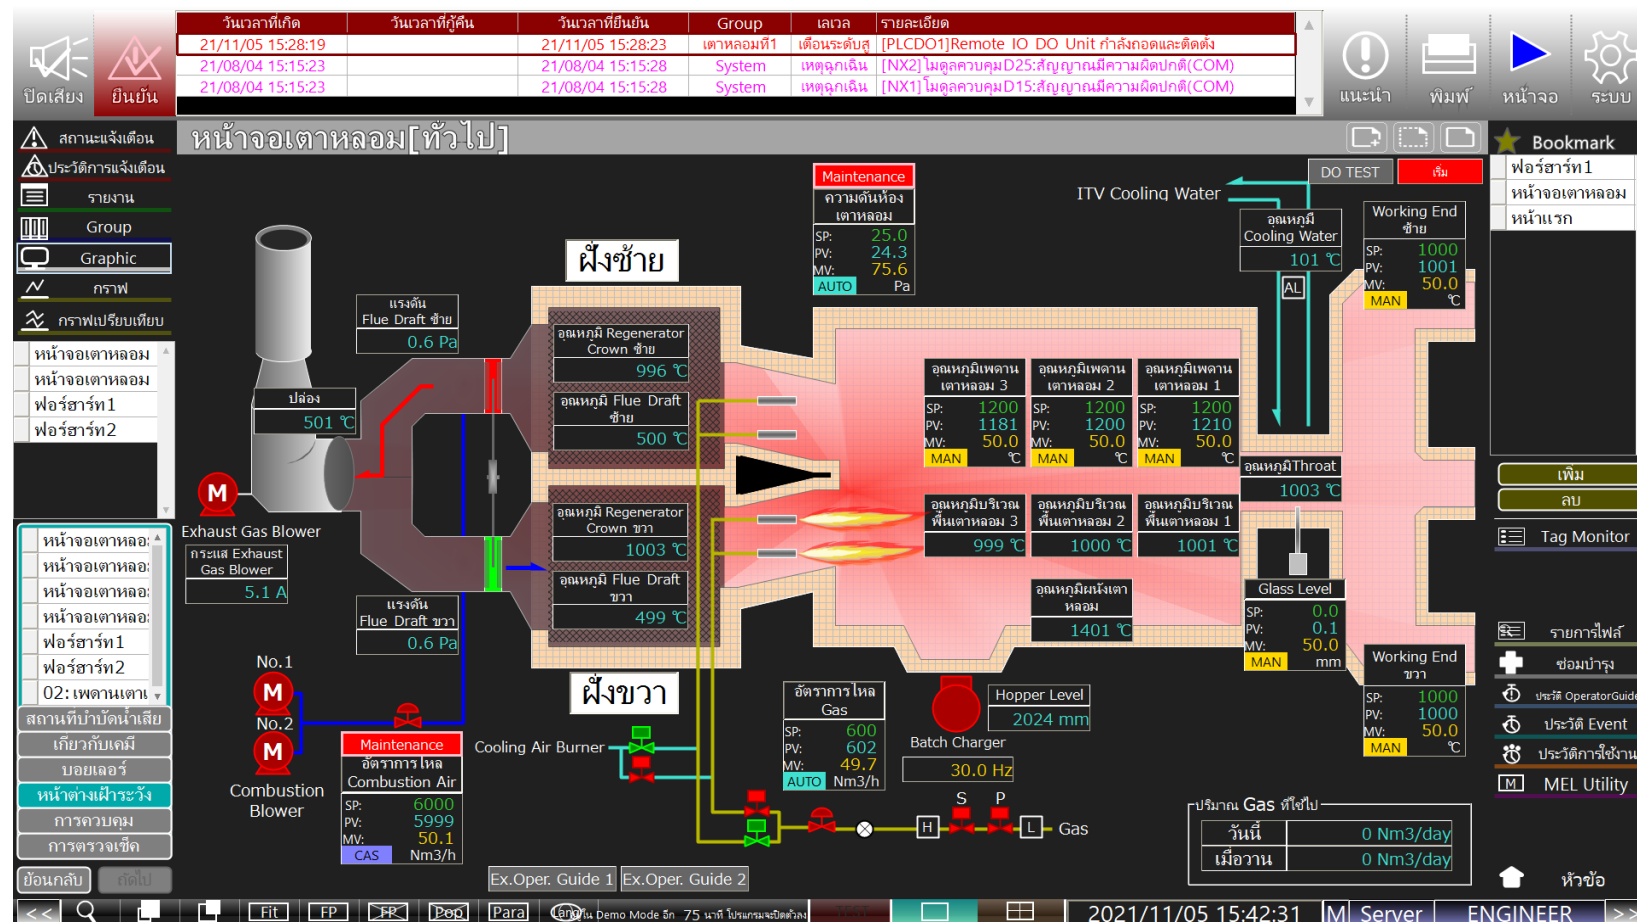 วันเวลาที่เกิด วันเวลาที่กู้คืน วันเวลาที่ยืนยัน Group เลเวล รายละเอียด
21/11/05 15:28:19 21/11/05 15:28:23 เตาหลอมที่1 เตือนระดับสู [PLCDO1]Remote IO DO Unit กำลังถอดและติดตั้ง
21/08/04 15:15:23 21/08/04 15:15:28 System เหตุฉุกเฉิน [NX2]โมดูลควบคุมD25:สัญญาณมีความผิดปกติ(COM)
21/08/04 15:15:23 21/08/04 15:15:28 System เหตุฉุกเฉิน [NX1]โมดูลควบคุมD15:สัญญาณมีความผิดปกติ(COM)
ปิดเสียง ยืนยัน
แนะนำ พิมพ์ หน้าจอ ระบบ
สถานะแจ้งเตือน
ประวัติการแจ้งเตือน
รายงาน
Group
Graphic
กราฟ
กราฟเปรียบเทียบ
หน้าจอเตาหลอม
หน้าจอเตาหลอม
ฟอร์ฮาร์ท1
ฟอร์ฮาร์ท2
หน้าจอเตาหลอ
หน้าจอเตาหลอ
หน้าจอเตาหลอ
หน้าจอเตาหลอ
ฟอร์ฮาร์ท1
ฟอร์ฮาร์ท2
02:เพดานเตา
สถานที่บำบัดน้ำเสีย
เกี่ยวกับเคมี
บอยเลอร์
หน้าต่างเฝ้าระวัง
การควบคุม
การตรวจเช็ค
ย้อนกลับ ถัดไป
หน้าจอเตาหลอม[ทั่วไป]
DO TEST เริ่ม
Maintenance
ความดันห้อง
เตาหลอม
SP: 25.0
PV: 24.3
MV: 75.6
AUTO Pa
ITV Cooling Water
อุณหภูมิ
Cooling Water
101 ℃
AL
Working End
ซ้าย
SP: 1000
PV: 1001
MV: 50.0
MAN ℃
ฝั่งซ้าย
แรงดัน
Flue Draft ซ้าย
0.6 Pa
อุณหภูมิ Regenerator
Crown ซ้าย
996 ℃
อุณหภูมิ Flue Draft
ซ้าย
500 ℃
ปล่อง
501 ℃
อุณหภูมิเพดาน
เตาหลอม 3
SP: 1200
PV: 1181
MV: 50.0
MAN ℃
อุณหภูมิเพดาน
เตาหลอม 2
SP: 1200
PV: 1200
MV: 50.0
MAN ℃
อุณหภูมิเพดาน
เตาหลอม 1
SP: 1200
PV: 1210
MV: 50.0
MAN ℃
อุณหภูมิThroat
1003 ℃
M
Exhaust Gas Blower
กระแส Exhaust
Gas Blower
5.1 A
อุณหภูมิ Regenerator
Crown ขวา
1003 ℃
อุณหภูมิ Flue Draft
ขวา
499 ℃
แรงดัน
Flue Draft ขวา
0.6 Pa
อุณหภูมิบริเวณ
พื้นเตาหลอม 3
999 ℃
อุณหภูมิบริเวณ
พื้นเตาหลอม 2
1000 ℃
อุณหภูมิบริเวณ
พื้นเตาหลอม 1
1001 ℃
อุณหภูมิผนังเตา
หลอม
1401 ℃
Glass Level
SP: 0.0
PV: 0.1
MV: 50.0
MAN mm
Working End
ขวา
SP: 1000
PV: 1000
MV: 50.0
MAN ℃
ฝั่งขวา
No.1
M
No.2
M
Combustion
Blower
Maintenance
อัตราการไหล
Combustion Air
SP: 6000
PV: 5999
MV: 50.1
CAS Nm3/h
Cooling Air Burner
อัตราการไหล
Gas
SP: 600
PV: 602
MV: 49.7
AUTO Nm3/h
Hopper Level
2024 mm
Batch Charger
30.0 Hz
S P
H L Gas
ปริมาณ Gas ที่ใช้ไป
วันนี้ 0 Nm3/day
เมื่อวาน 0 Nm3/day
Ex.Oper. Guide 1 Ex.Oper. Guide 2
Bookmark
ฟอร์ฮาร์ท1
หน้าจอเตาหลอม
หน้าแรก
เพิ่ม
ลบ
Tag Monitor
รายการไฟล์
ซ่อมบำรุง
ประวัติ OperatorGuide
ประวัติ Event
ประวัติการใช้งาน
M MEL Utility
หัวข้อ
<< Fit FP FR Pop Para Lang ใน Demo Mode อีก 75 นาที โปรแกรมจะปิดตัวลง 2021/11/05 15:42:31 M Server ENGINEER >>